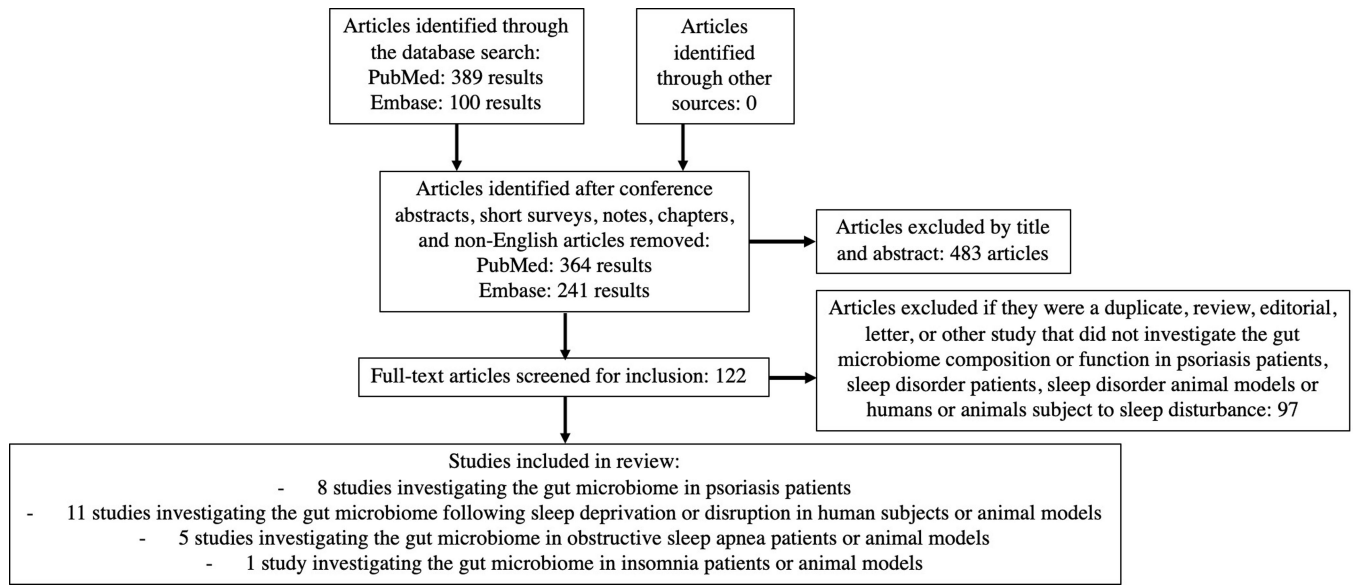 Articles identified through
the database search:
PubMed: 389 results
Embase: 100 results
Articles
identified
through other
sources: 0
Articles identified after conference
abstracts, short surveys, notes, chapters,
and non-English articles removed:
PubMed: 364 results
Embase: 241 results
Articles excluded by title
and abstract: 483 articles
Full-text articles screened for inclusion: 122
Articles excluded if they were a duplicate, review, editorial,
letter, or other study that did not investigate the gut
microbiome composition or function in psoriasis patients,
sleep disorder patients, sleep disorder animal models or
humans or animals subject to sleep disturbance: 97
Studies included in review:
- 8 studies investigating the gut microbiome in psoriasis patients
- 11 studies investigating the gut microbiome following sleep deprivation or disruption in human subjects or animal models
- 5 studies investigating the gut microbiome in obstructive sleep apnea patients or animal models
- 1 study investigating the gut microbiome in insomnia patients or animal models